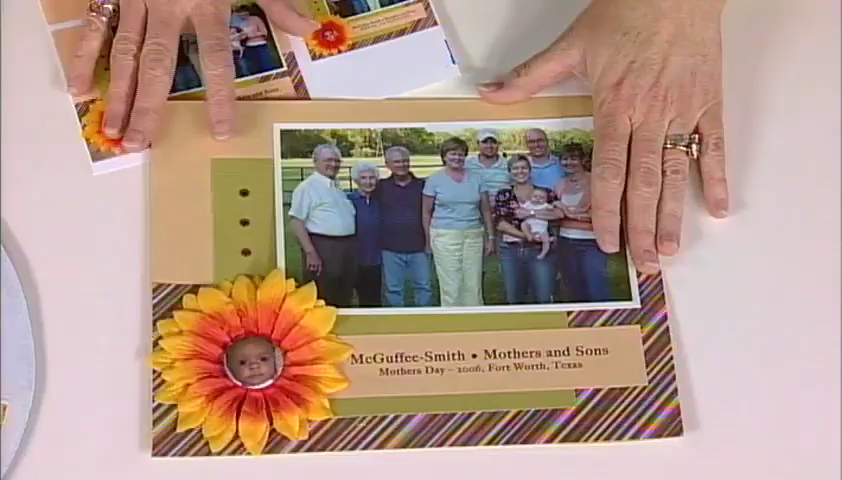 McGuffee-Smith • Mothers and Sons
Mothers Day – 2006, Fort Worth, Texas